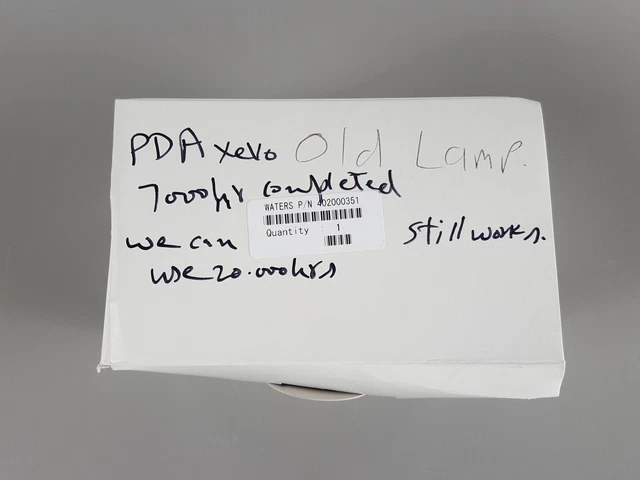 PDA xevo Old Lamp.
7000hr completed
WATERS P/N 402000351
Quantity : 1
we can still works.
use 20.000hrs